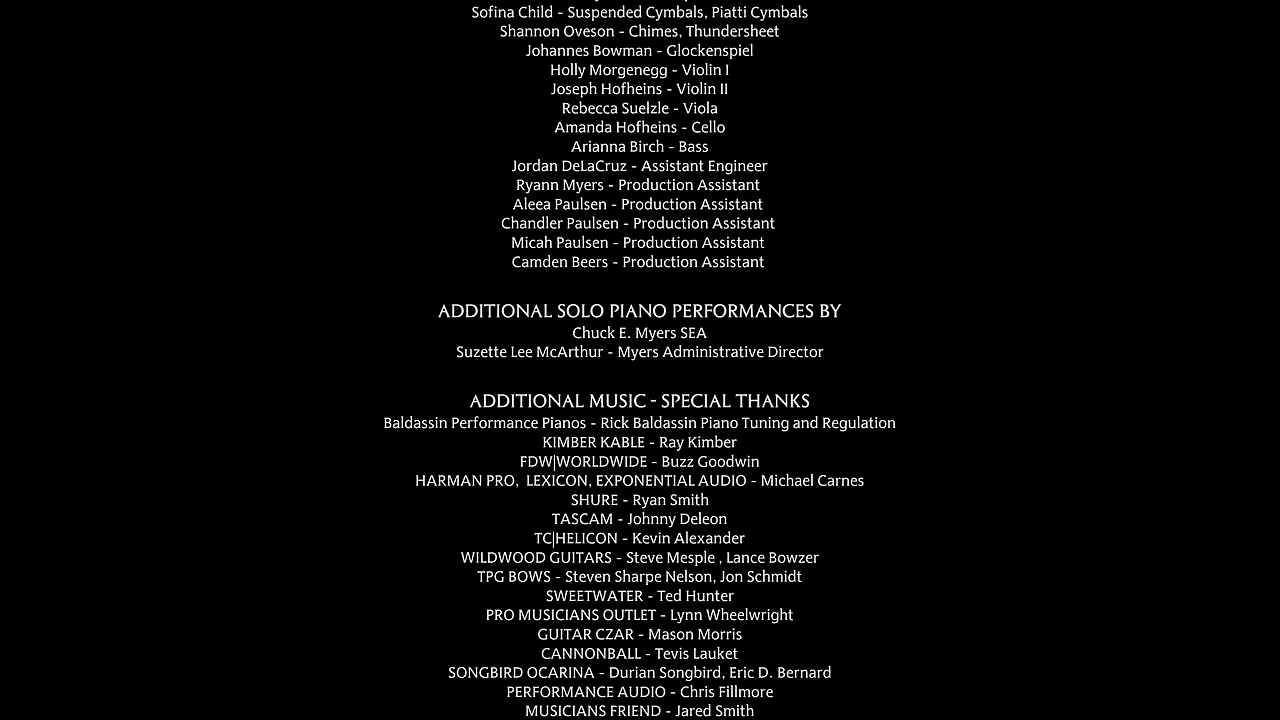 Sofina Child - Suspended Cymbals, Piatti Cymbals
Shannon Oveson - Chimes, Thundersheet
Johannes Bowman - Glockenspiel
Holly Morgenegg - Violin I
Joseph Hofheins - Violin II
Rebecca Suelzle - Viola
Amanda Hofheins - Cello
Arianna Birch - Bass
Jordan DeLaCruz - Assistant Engineer
Ryann Myers - Production Assistant
Aleea Paulsen - Production Assistant
Chandler Paulsen - Production Assistant
Micah Paulsen - Production Assistant
Camden Beers - Production Assistant
ADDITIONAL SOLO PIANO PERFORMANCES BY
Chuck E. Myers SEA
Suzette Lee McArthur - Myers Administrative Director
ADDITIONAL MUSIC - SPECIAL THANKS
Baldassin Performance Pianos - Rick Baldassin Piano Tuning and Regulation
KIMBER KABLE - Ray Kimber
FDW|WORLDWIDE - Buzz Goodwin
HARMAN PRO,  LEXICON, EXPONENTIAL AUDIO - Michael Carnes
SHURE - Ryan Smith
TASCAM - Johnny Deleon
TC|HELICON - Kevin Alexander
WILDWOOD GUITARS - Steve Mesple , Lance Bowzer
TPG BOWS - Steven Sharpe Nelson, Jon Schmidt
SWEETWATER - Ted Hunter
PRO MUSICIANS OUTLET - Lynn Wheelwright
GUITAR CZAR - Mason Morris
CANNONBALL - Tevis Lauket
SONGBIRD OCARINA - Durian Songbird, Eric D. Bernard
PERFORMANCE AUDIO - Chris Fillmore
MUSICIANS FRIEND - Jared Smith